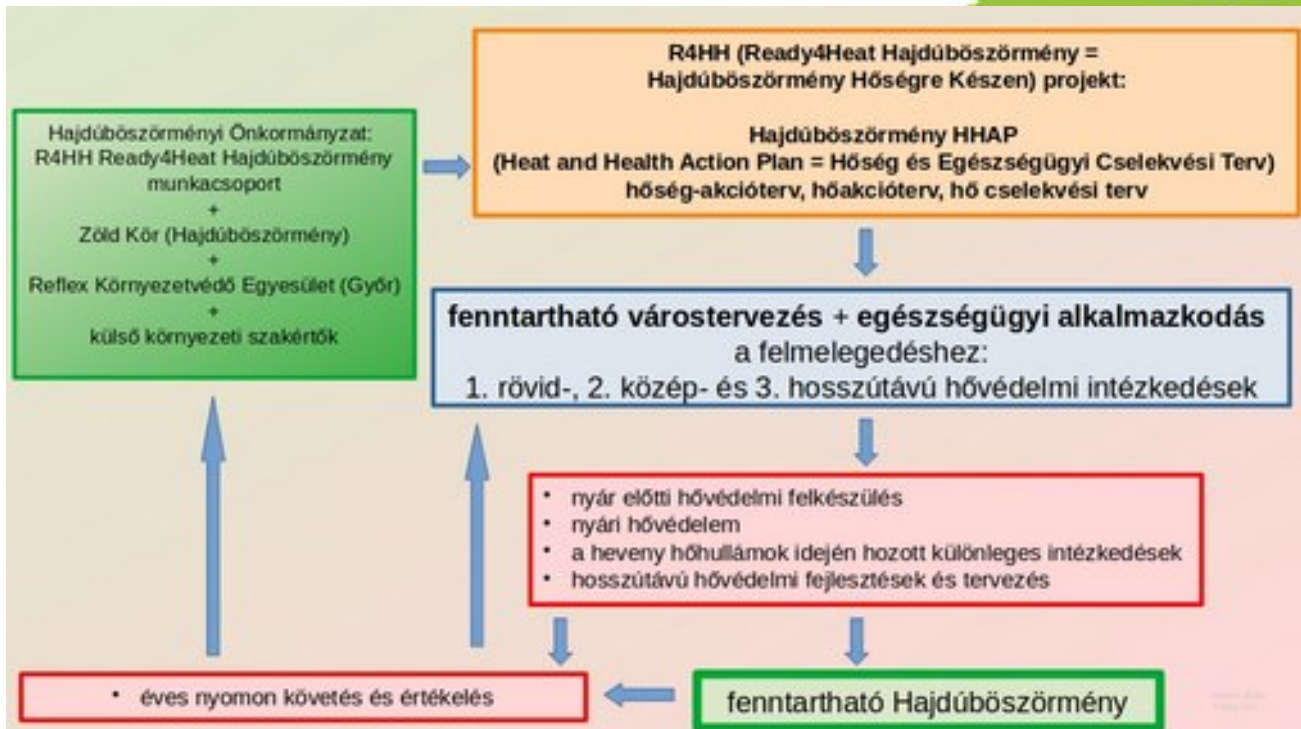 Hajdúböszörményi Önkormányzat:
R4HH Ready4Heat Hajdúböszörmény
munkacsoport
+
Zöld Kör (Hajdúböszörmény)
+
Reflex Környezetvédő Egyesület (Győr)
+
külső környezeti szakértők
R4HH (Ready4Heat Hajdúböszörmény =
Hajdúböszörmény Hőségre Készen) projekt:
Hajdúböszörmény HHAP
(Heat and Health Action Plan = Hőség és Egészségügyi Cselekvési Terv)
hőség-akcióterv, hőakcióterv, hő cselekvési terv
fenntartható várostervezés + egészségügyi alkalmazkodás
a felmelegedéshez:
1. rövid-, 2. közép- és 3. hosszútávú hővédelmi intézkedések
• nyár előtti hővédelmi felkészülés
• nyári hővédelem
• a heveny hőhullámok idején hozott különleges intézkedések
• hosszútávú hővédelmi fejlesztések és tervezés
• éves nyomon követés és értékelés
fenntartható Hajdúböszörmény